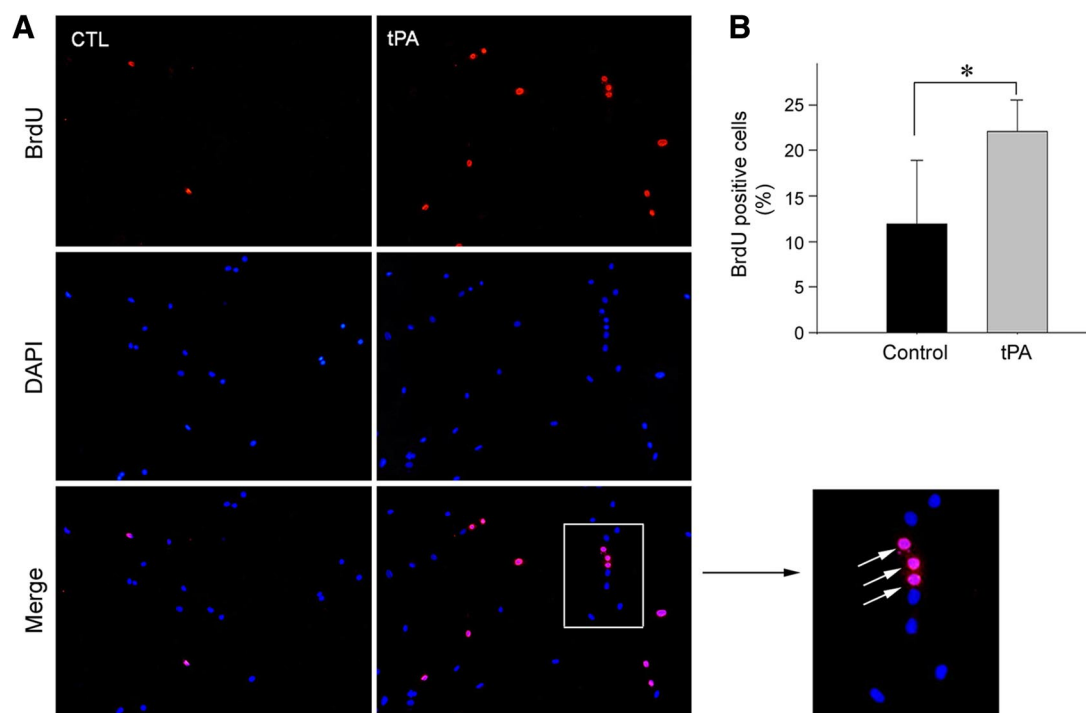 A
CTL
tPA
BrdU
DAPI
Merge
B
*
BrdU positive cells
(%)
25
20
15
10
5
0
Control
tPA